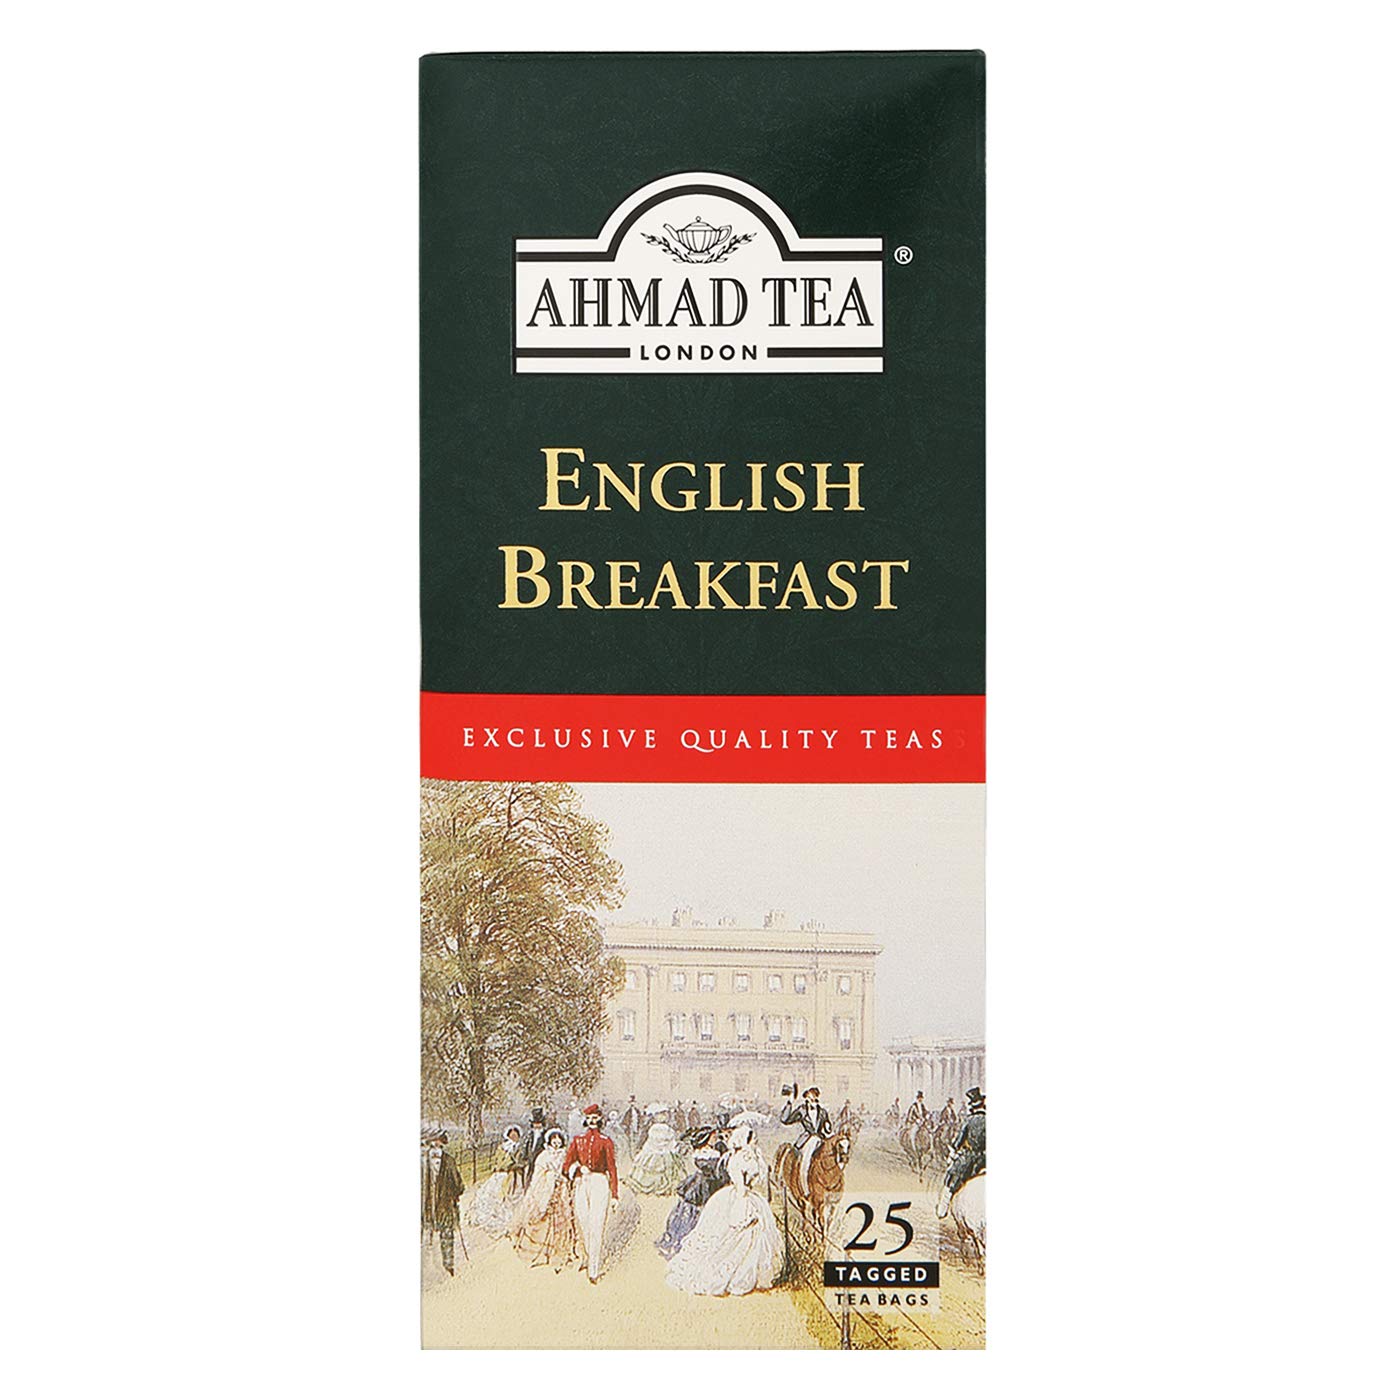 AHMAD TEA ®
LONDON
ENGLISH
BREAKFAST
EXCLUSIVE QUALITY TEAS
25
TAGGED
TEA BAGS